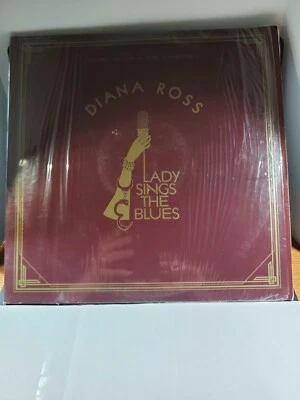 DIANA ROSS
LADY
SINGS
THE
BLUES